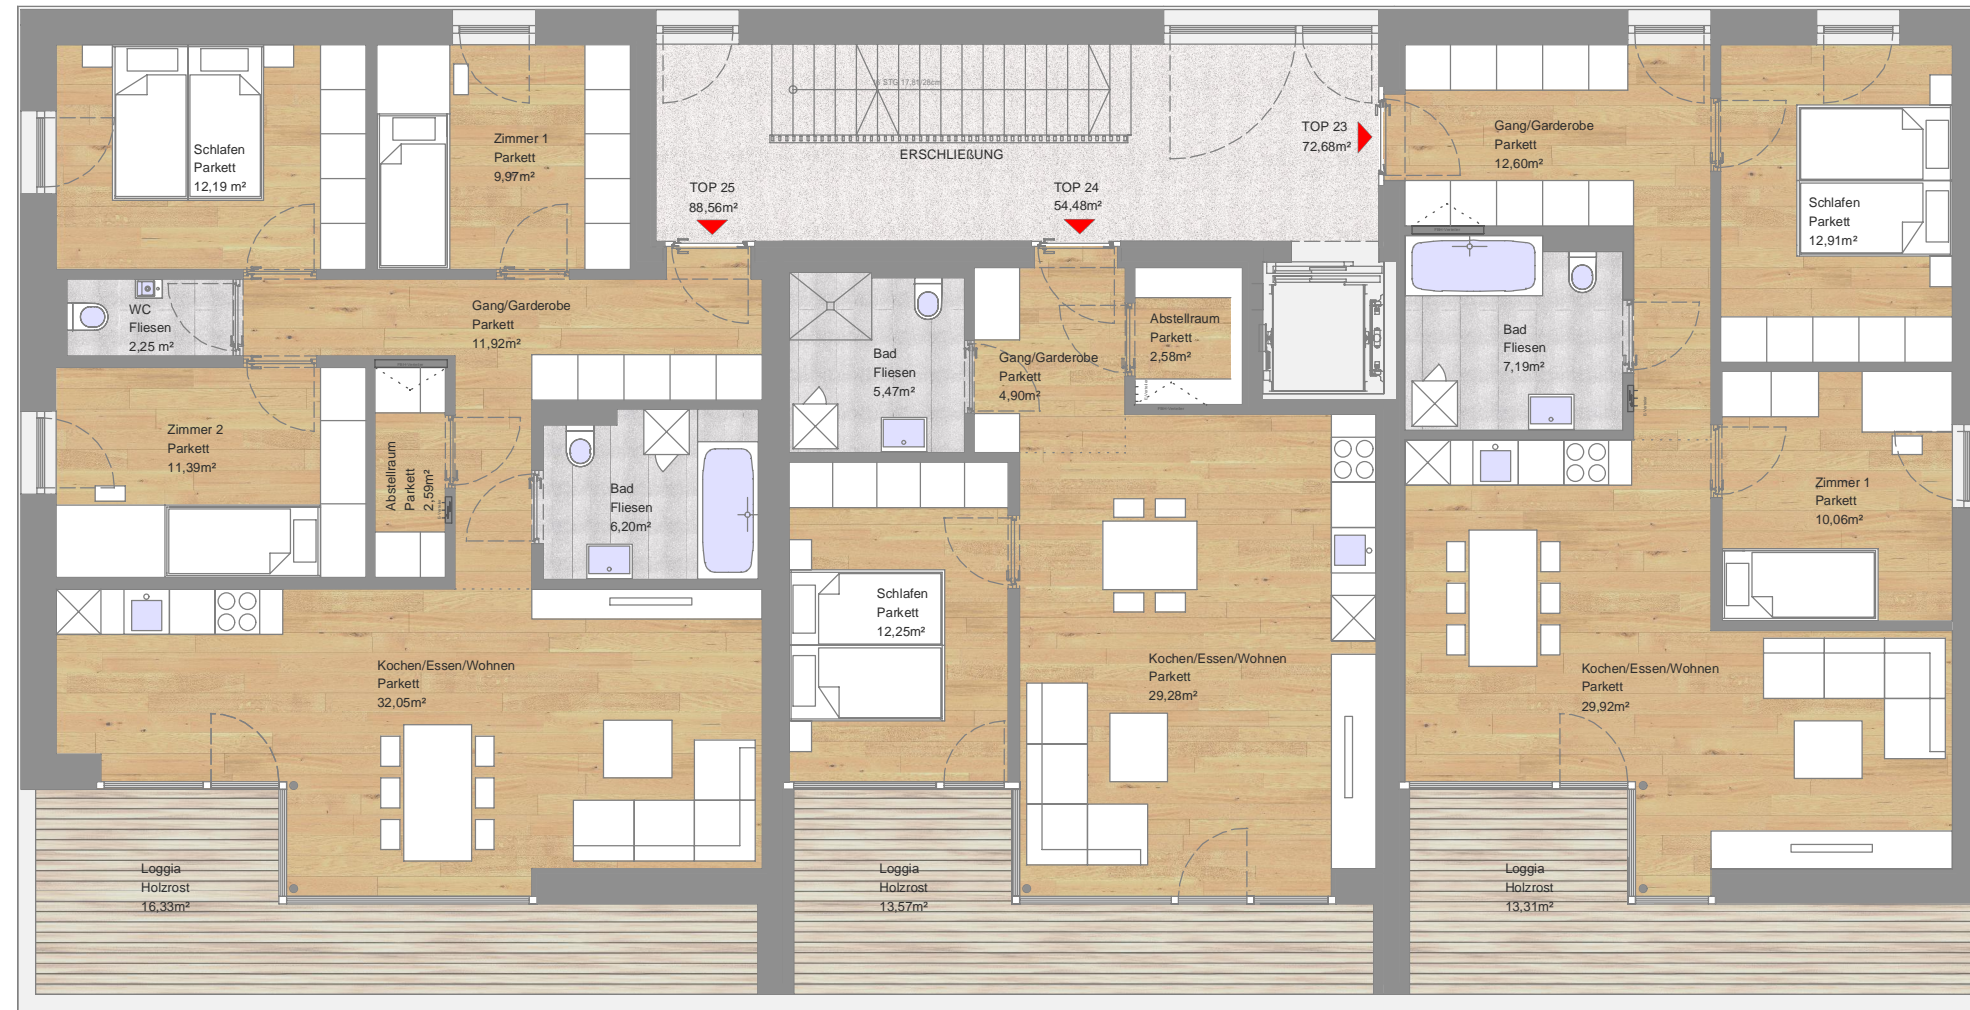 Schlafen
Parkett
12,19 m²
Zimmer 1
Parkett
9,97m²
16 STG 17,81/28cm
ERSCHLIEßUNG
TOP 25
88,56m²
TOP 24
54,48m²
TOP 23
72,68m²
Gang/Garderobe
Parkett
12,60m²
Schlafen
Parkett
12,91m²
WC
Fliesen
2,25 m²
Gang/Garderobe
Parkett
11,92m²
Bad
Fliesen
5,47m²
Gang/Garderobe
Parkett
4,90m²
Abstellraum
Parkett
2,58m²
Bad
Fliesen
7,19m²
Zimmer 2
Parkett
11,39m²
Abstellraum
Parkett
2,59m²
Bad
Fliesen
6,20m²
Zimmer 1
Parkett
10,06m²
Schlafen
Parkett
12,25m²
Kochen/Essen/Wohnen
Parkett
32,05m²
Kochen/Essen/Wohnen
Parkett
29,28m²
Kochen/Essen/Wohnen
Parkett
29,92m²
Loggia
Holzrost
16,33m²
Loggia
Holzrost
13,57m²
Loggia
Holzrost
13,31m²